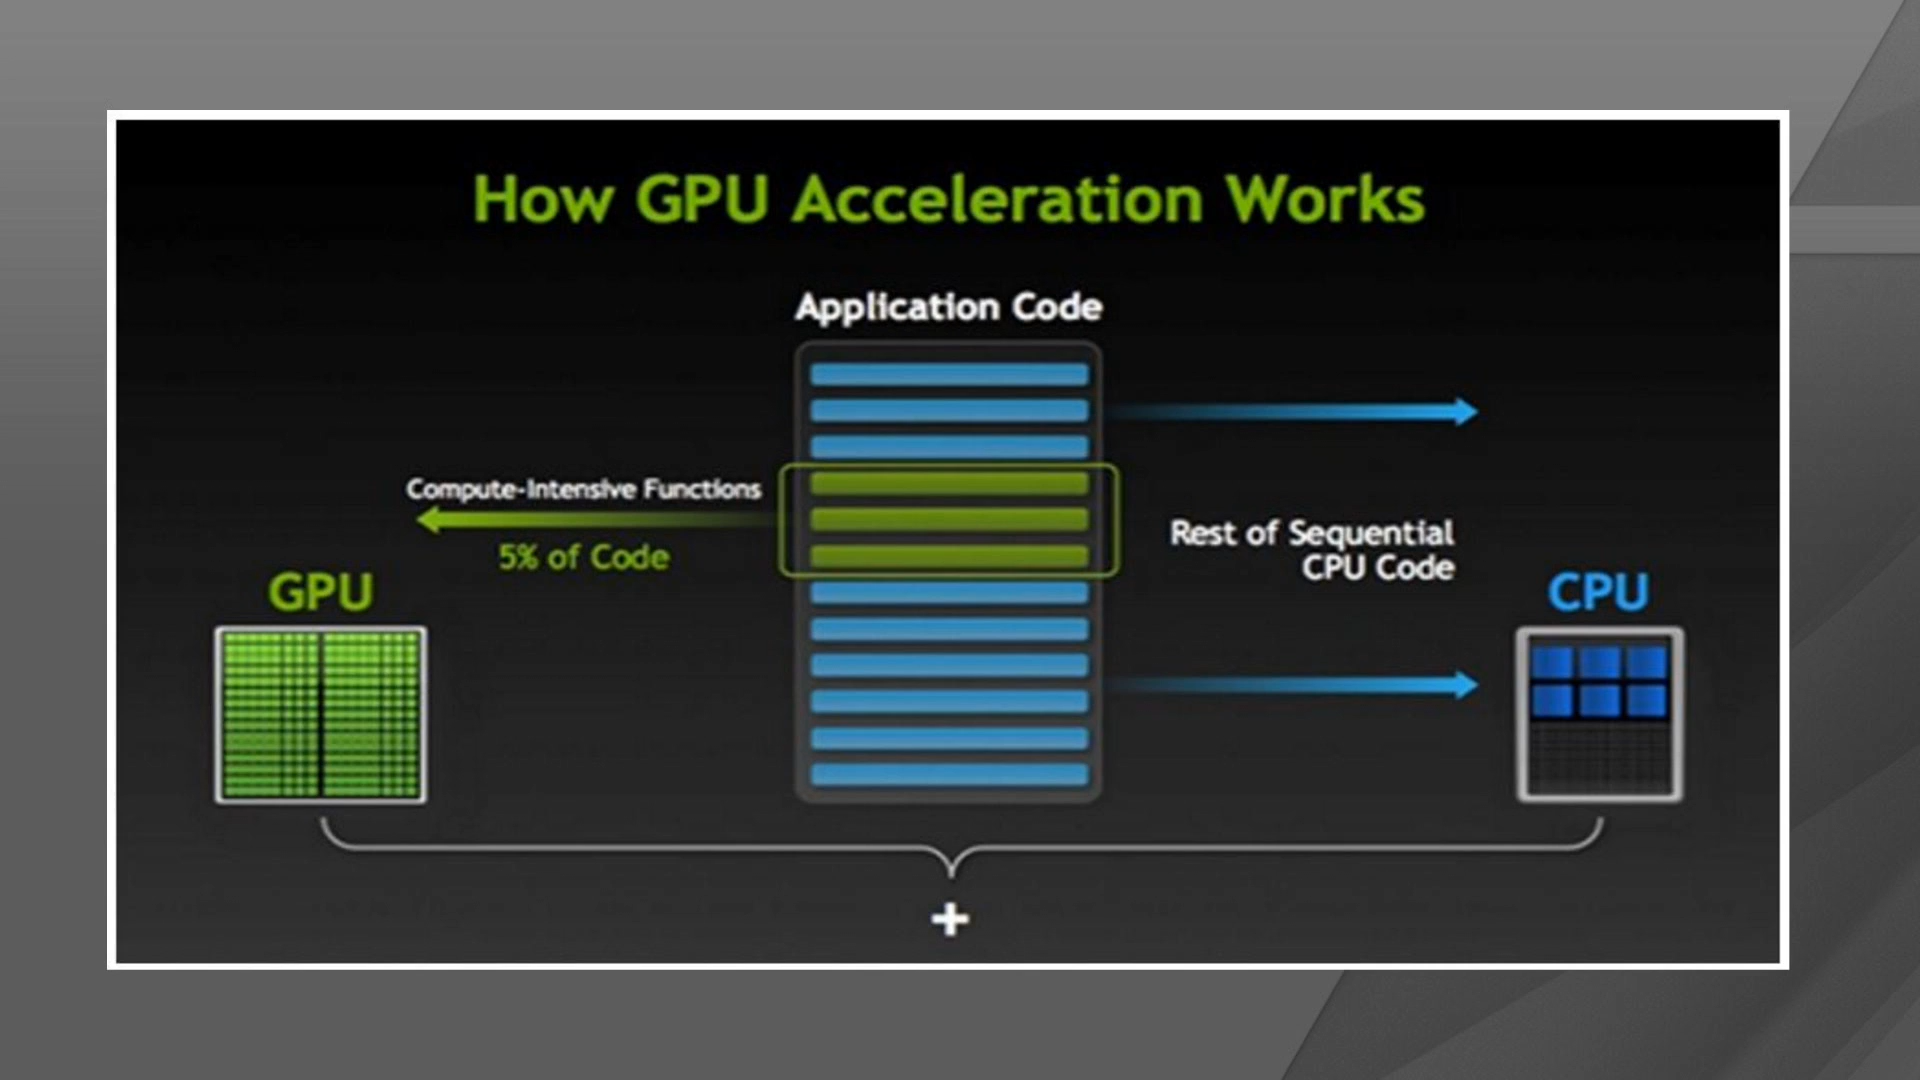 How GPU Acceleration Works
Application Code
Compute-Intensive Functions
5% of Code
Rest of Sequential
CPU Code
GPU
CPU
+